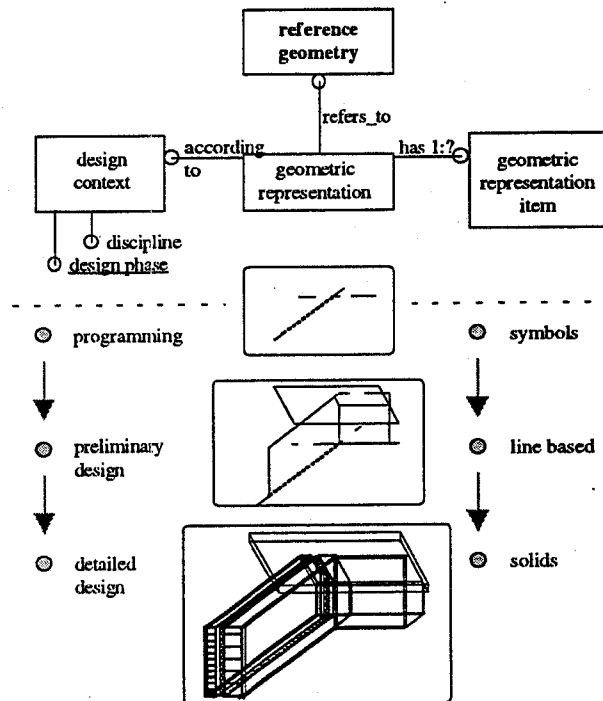 reference
geometry
refers_to
design
context
according
to
geometric
representation
has 1:?
geometric
representation
item
discipline
design phase
programming
symbols
preliminary
design
line based
detailed
design
solids